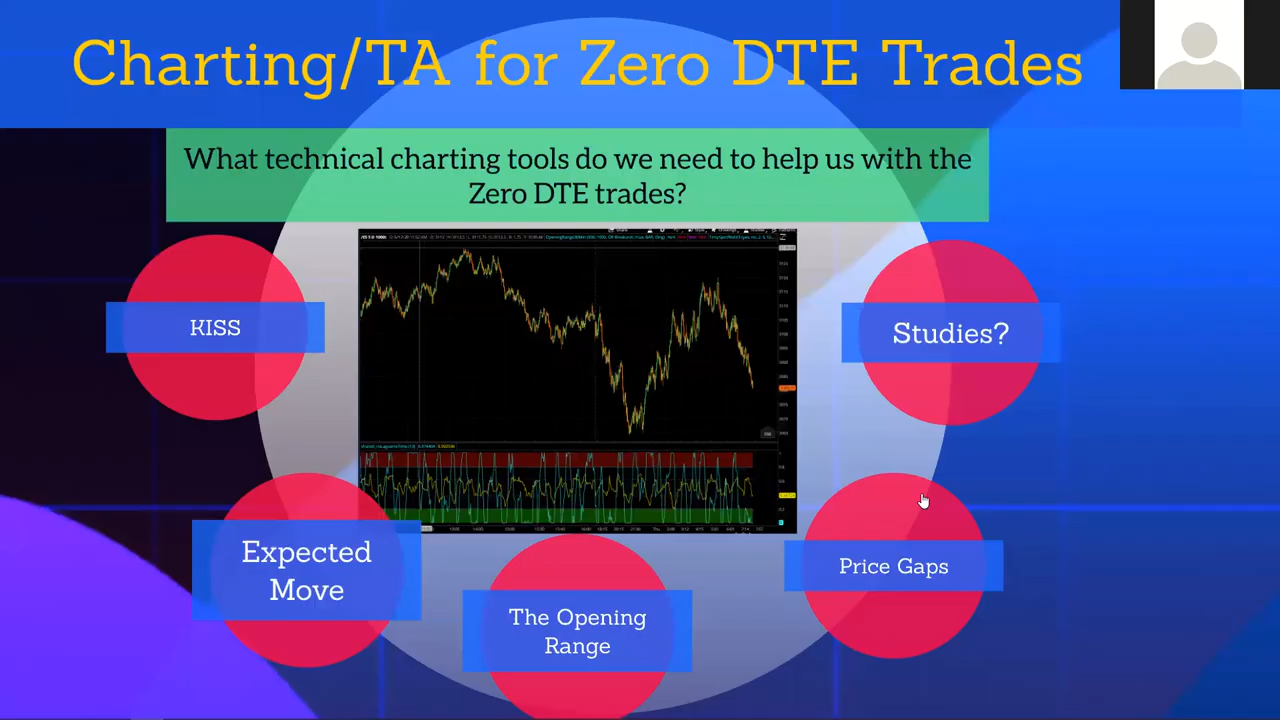 Charting/TA for Zero DTE Trades
What technical charting tools do we need to help us with the
Zero DTE trades?
KISS
Studies?
Expected
Move
The Opening
Range
Price Gaps